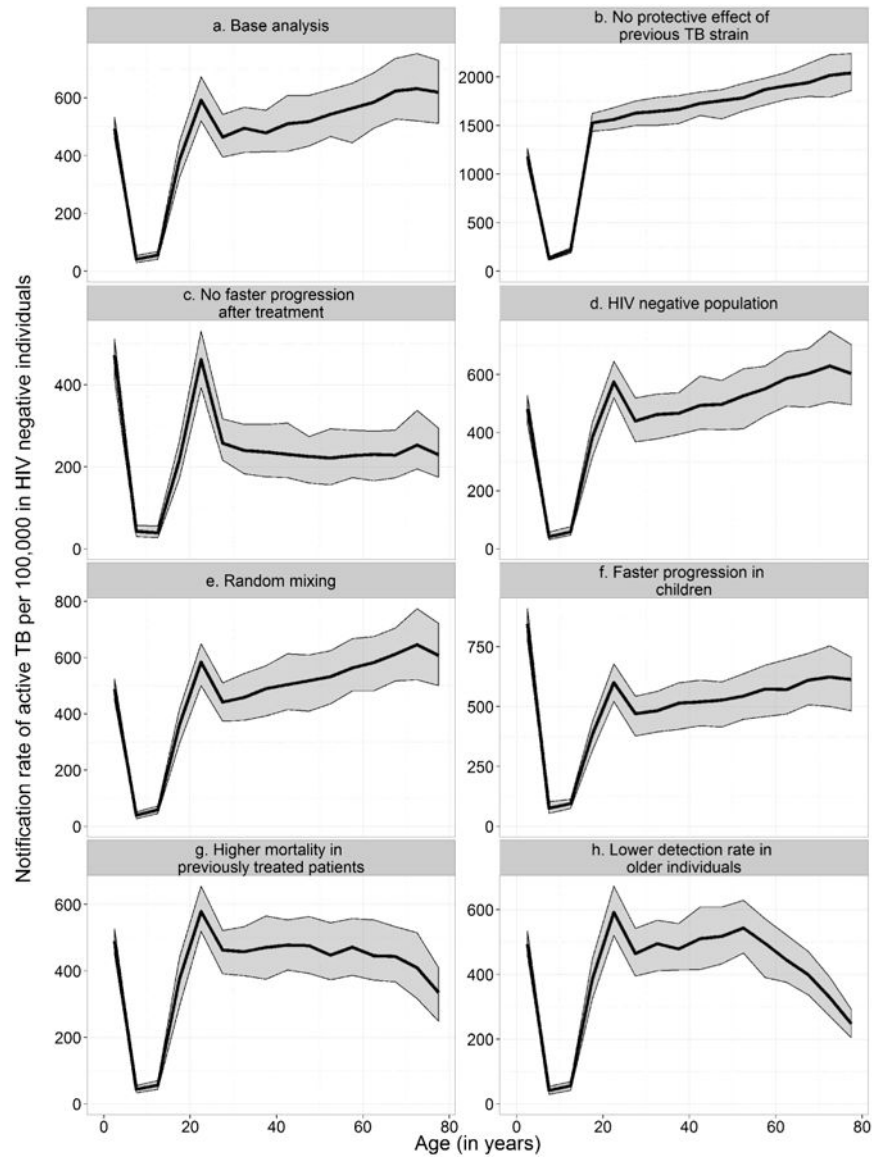 a. Base analysis
b. No protective effect of
previous TB strain
600
400
200
0
2000
1500
1000
500
250
0
c. No faster progression
after treatment
d. HIV negative population
400
200
0
600
400
200
0
e. Random mixing
f. Faster progression in
children
800
600
400
200
0
750
500
250
0
g. Higher mortality in
previously treated patients
h. Lower detection rate in
older individuals
600
400
200
0
600
400
200
0
0
20
40
60
80
0
20
40
60
80
Age (in years)
Notification rate of active TB per 100,000 in HIV negative individuals